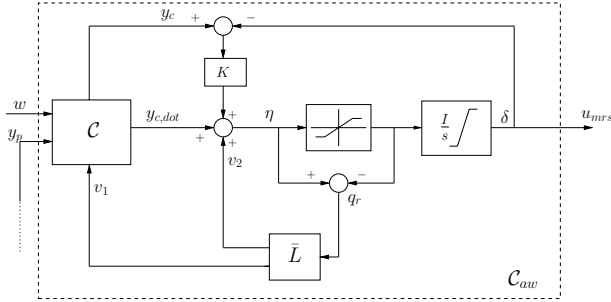 y_c
+
−
K
w
y_p
C
y_{c,dot}
+
+
+
η
v_2
I/s
δ
u_{mrs}
v_1
+
−
q_r
L̄
C_{aw}